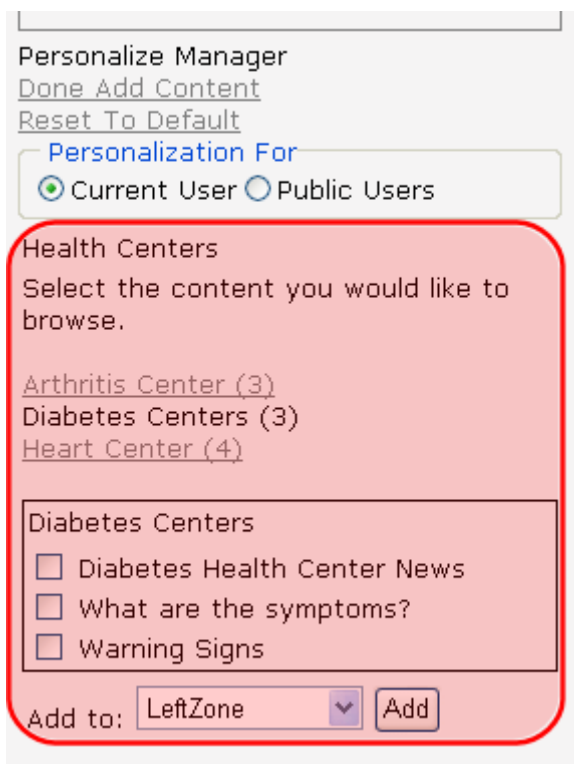 Personalize Manager
Done Add Content
Reset To Default
Personalization For
Current User Public Users
Health Centers
Select the content you would like to
browse.
Arthritis Center (3)
Diabetes Centers (3)
Heart Center (4)
Diabetes Centers
Diabetes Health Center News
What are the symptoms?
Warning Signs
Add to: LeftZone Add